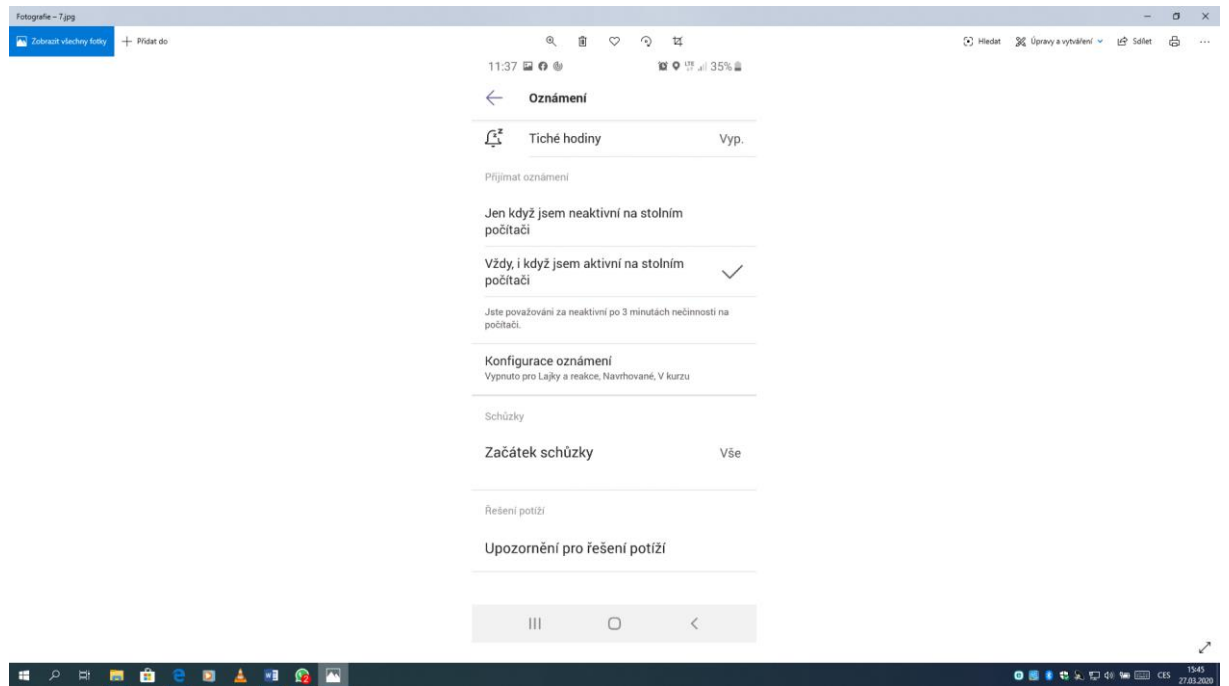 Fotografie – 7.jpg
Zobrazit všechny fotky
Přidat do
Hledat
Úpravy a vytváření
Sdílet
11:37
LTE
35%
Oznámení
Tiché hodiny
Vyp.
Přijímat oznámení
Jen když jsem neaktivní na stolním
počítači
Vždy, i když jsem aktivní na stolním
počítači
Jste považováni za neaktivní po 3 minutách nečinnosti na
počítači.
Konfigurace oznámení
Vypnuto pro Lajky a reakce, Navrhované, V kurzu
Schůzky
Začátek schůzky
Vše
Řešení potíží
Upozornění pro řešení potíží
2
CES
15:45
27.03.2020